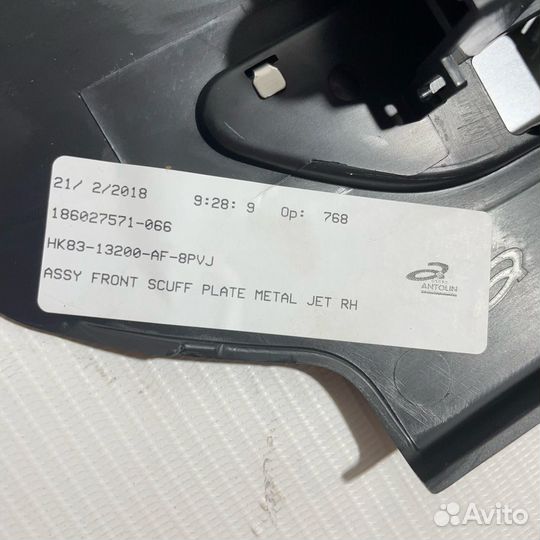 21/ 2/2018 9:28: 9 Op: 768
186027571-066
HK83-13200-AF-8PVJ
ASSY FRONT SCUFF PLATE METAL JET RH
ANTOLIN
Avito